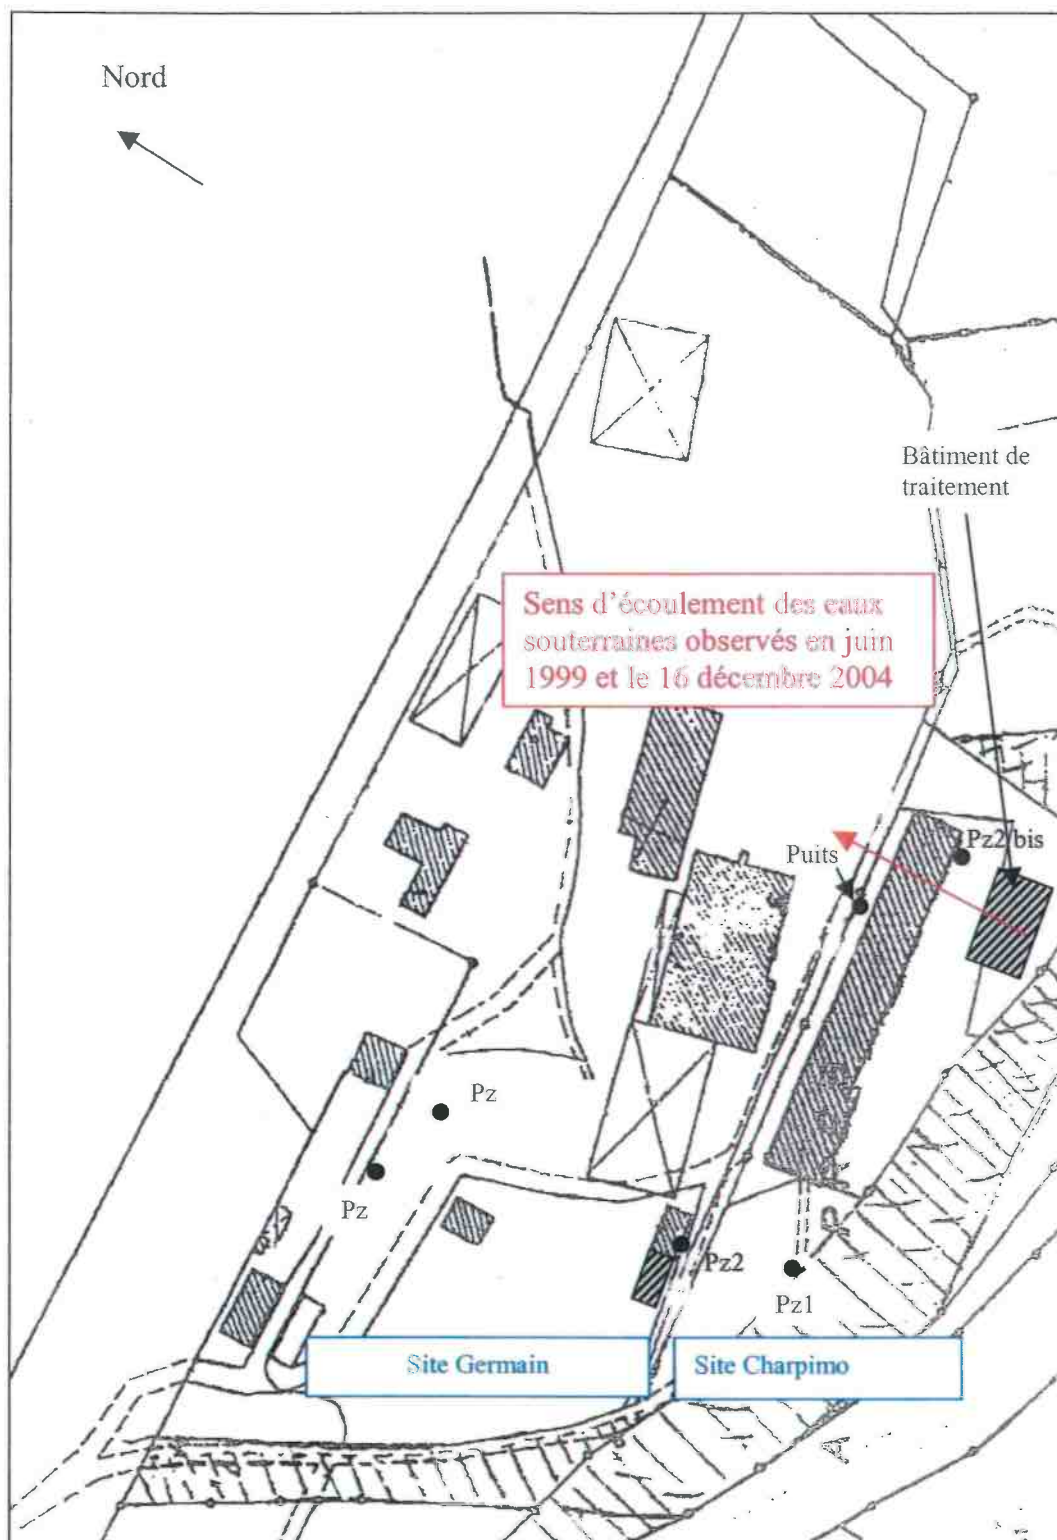 Nord
Bâtiment de
traitement
Sens d'écoulement des eaux
souterraines observés en juin
1999 et le 16 décembre 2004
Puits
Pz2 bis
Pz
Pz
Pz2
Pz1
Site Germain
Site Charpimo